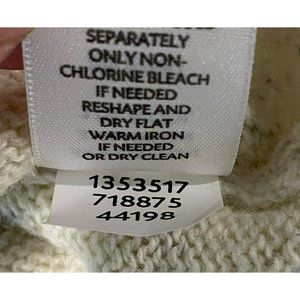 SEPARATELY
ONLY NON-
CHLORINE BLEACH
IF NEEDED
RESHAPE AND
DRY FLAT
WARM IRON
IF NEEDED
OR DRY CLEAN
1353517
718875
44198